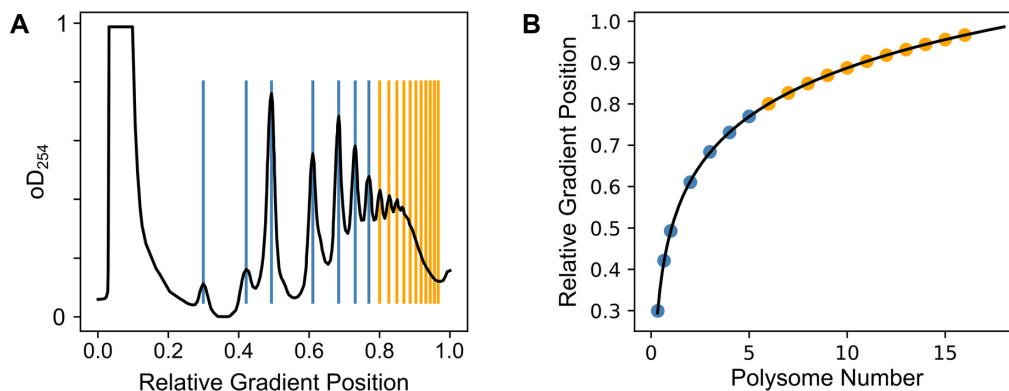 A
1
0
oD254
0.0 0.2 0.4 0.6 0.8 1.0
Relative Gradient Position
B
1.0
0.9
0.8
0.7
0.6
0.5
0.4
0.3
Relative Gradient Position
0 5 10 15
Polysome Number